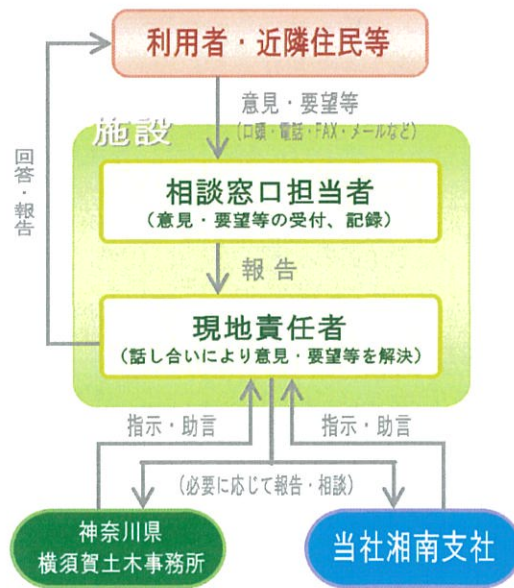 利用者・近隣住民等
意見・要望等
(口頭・電話・FAX・メールなど)
施設
回答・報告
相談窓口担当者
(意見・要望等の受付、記録)
報告
現地責任者
(話し合いにより意見・要望等を解決)
指示・助言
指示・助言
(必要に応じて報告・相談)
神奈川県
横須賀土木事務所
当社湘南支社